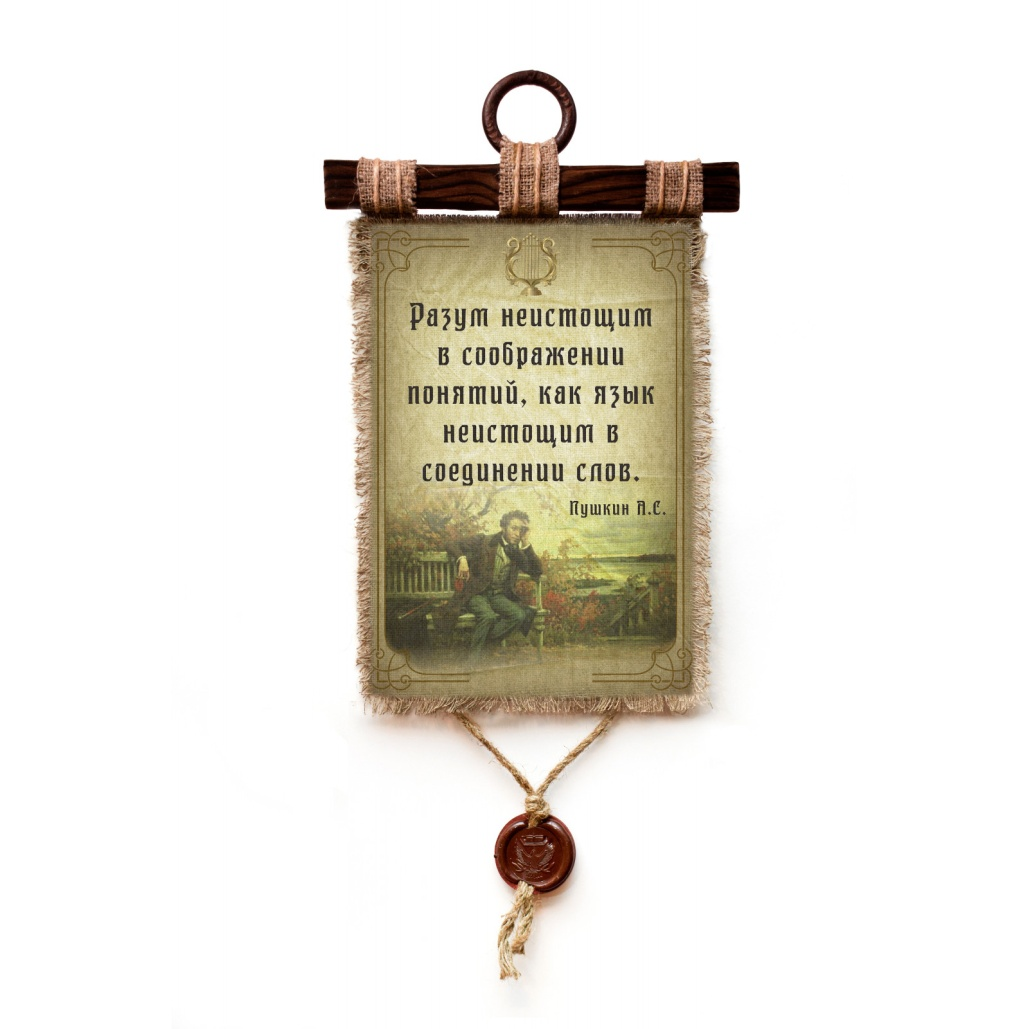 Разум неистощим
в соображении
понятий, как язык
неистощим в
соединении слов.
Пушкин А.С.